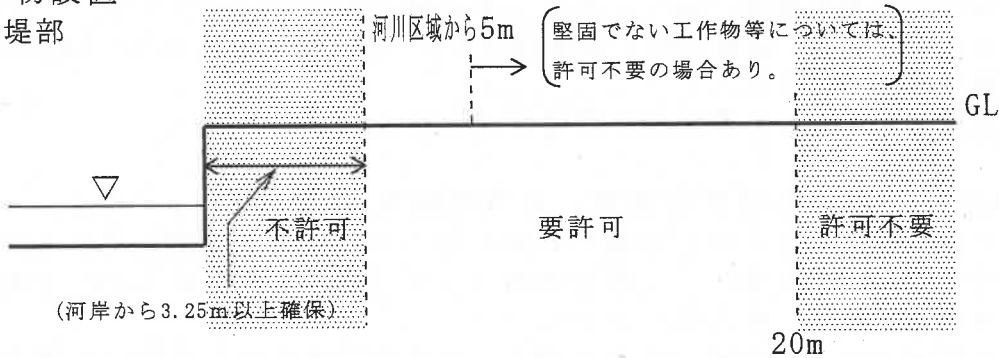 堤部
河川区域から5m
堅固でない工作物等については、
許可不要の場合あり。
GL
▽
不許可
要許可
許可不要
(河岸から3.25m以上確保)
20m